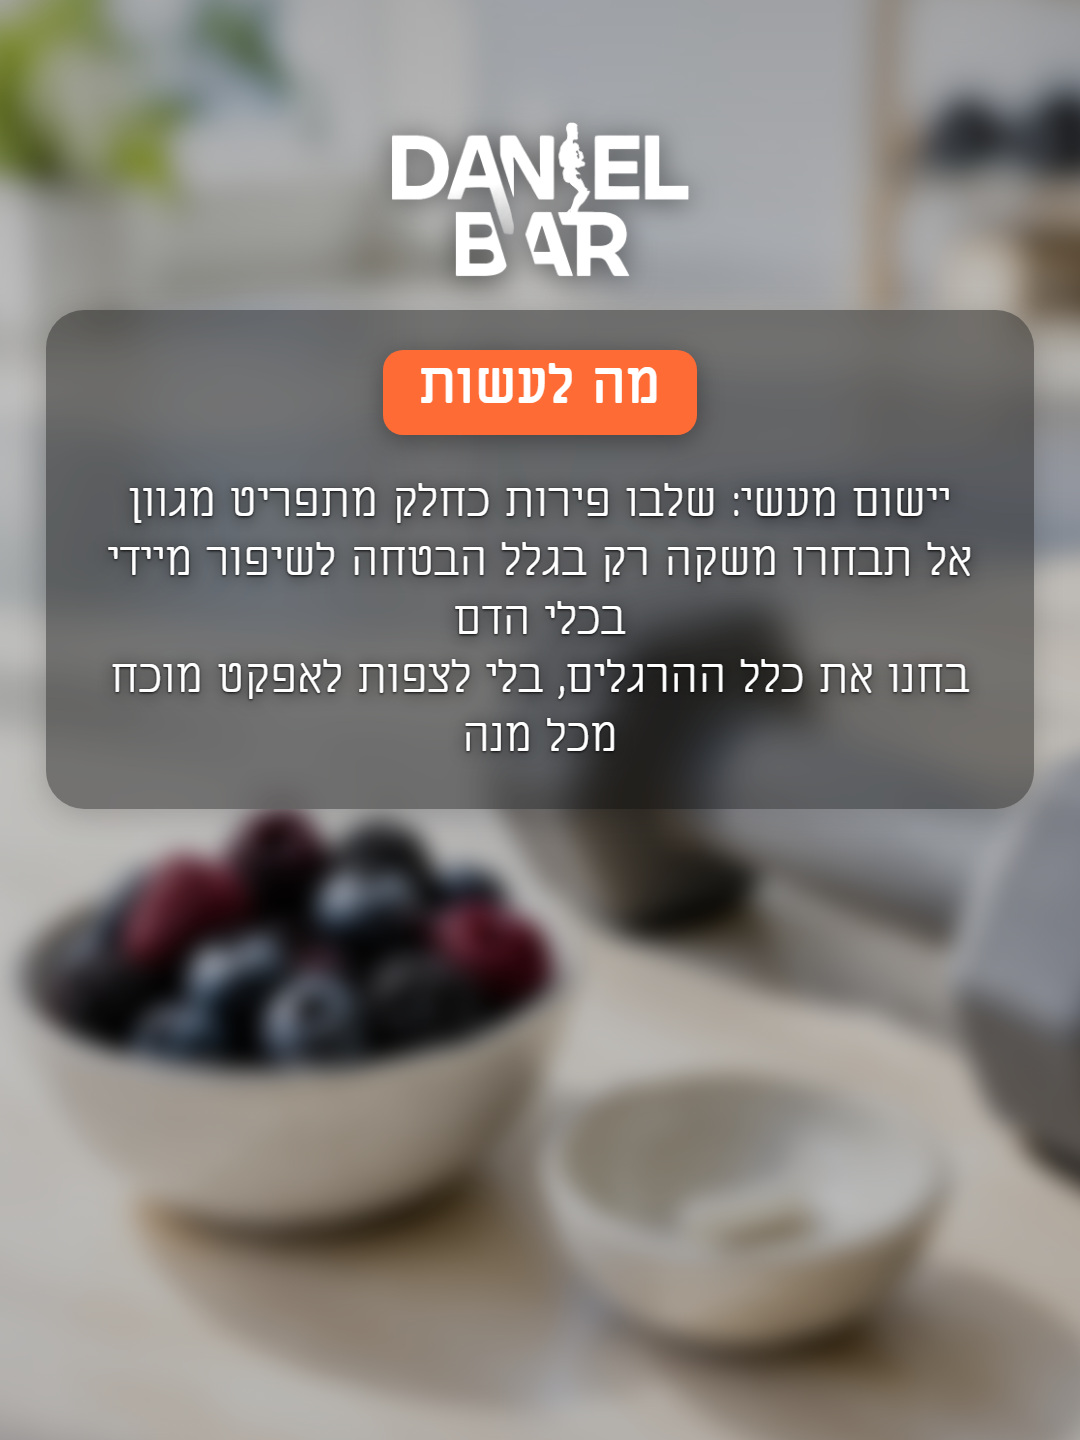 DANIEL
BAR
מה לעשות
יישום מעשי: שלבו פירות כחלק מתפריט מגוון
אל תבחרו משקה רק בגלל הבטחה לשיפור מיידי
בכלי הדם
בחנו את כלל ההרגלים, בלי לצפות לאפקט מוכח
מכל מנה